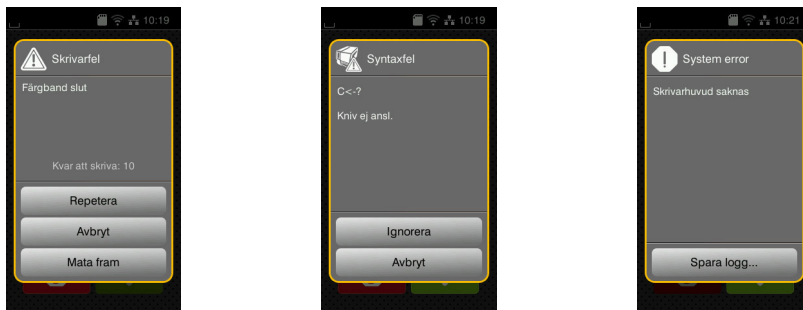 10:19
Skrivarfel
Färgband slut
Kvar att skriva: 10
Repetera
Avbryt
Mata fram
10:19
Syntaxfel
C<-?
Kniv ej ansl.
Ignorera
Avbryt
10:21
System error
Skrivarhuvud saknas
Spara logg...